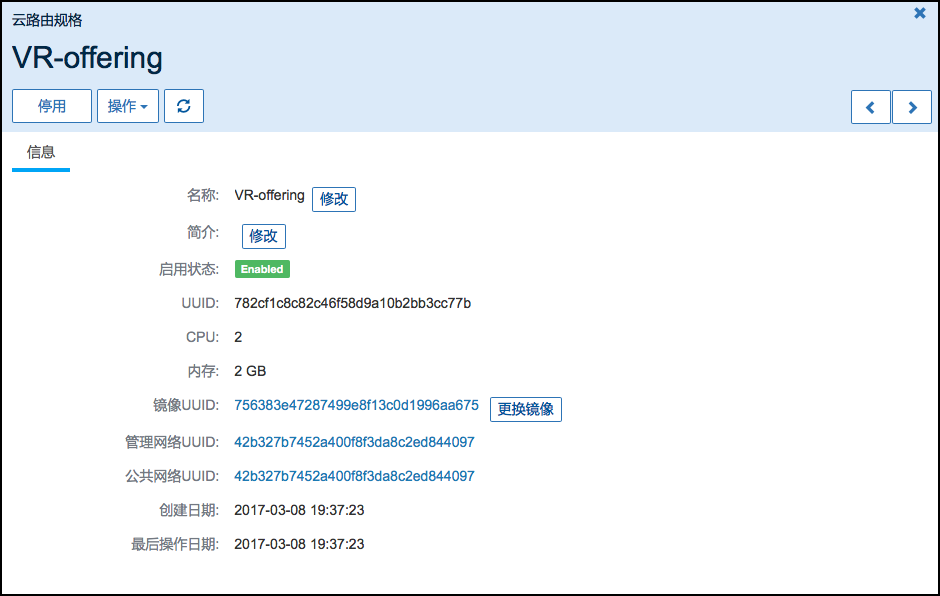 云路由规格
VR-offering
停用 操作
信息
名称: VR-offering 修改
简介: 修改
启用状态: Enabled
UUID: 782cf1c8c82c46f58d9a10b2bb3cc77b
CPU: 2
内存: 2 GB
镜像UUID: 756383e47287499e8f13c0d1996aa675 更换镜像
管理网络UUID: 42b327b7452a400f8f3da8c2ed844097
公共网络UUID: 42b327b7452a400f8f3da8c2ed844097
创建日期: 2017-03-08 19:37:23
最后操作日期: 2017-03-08 19:37:23